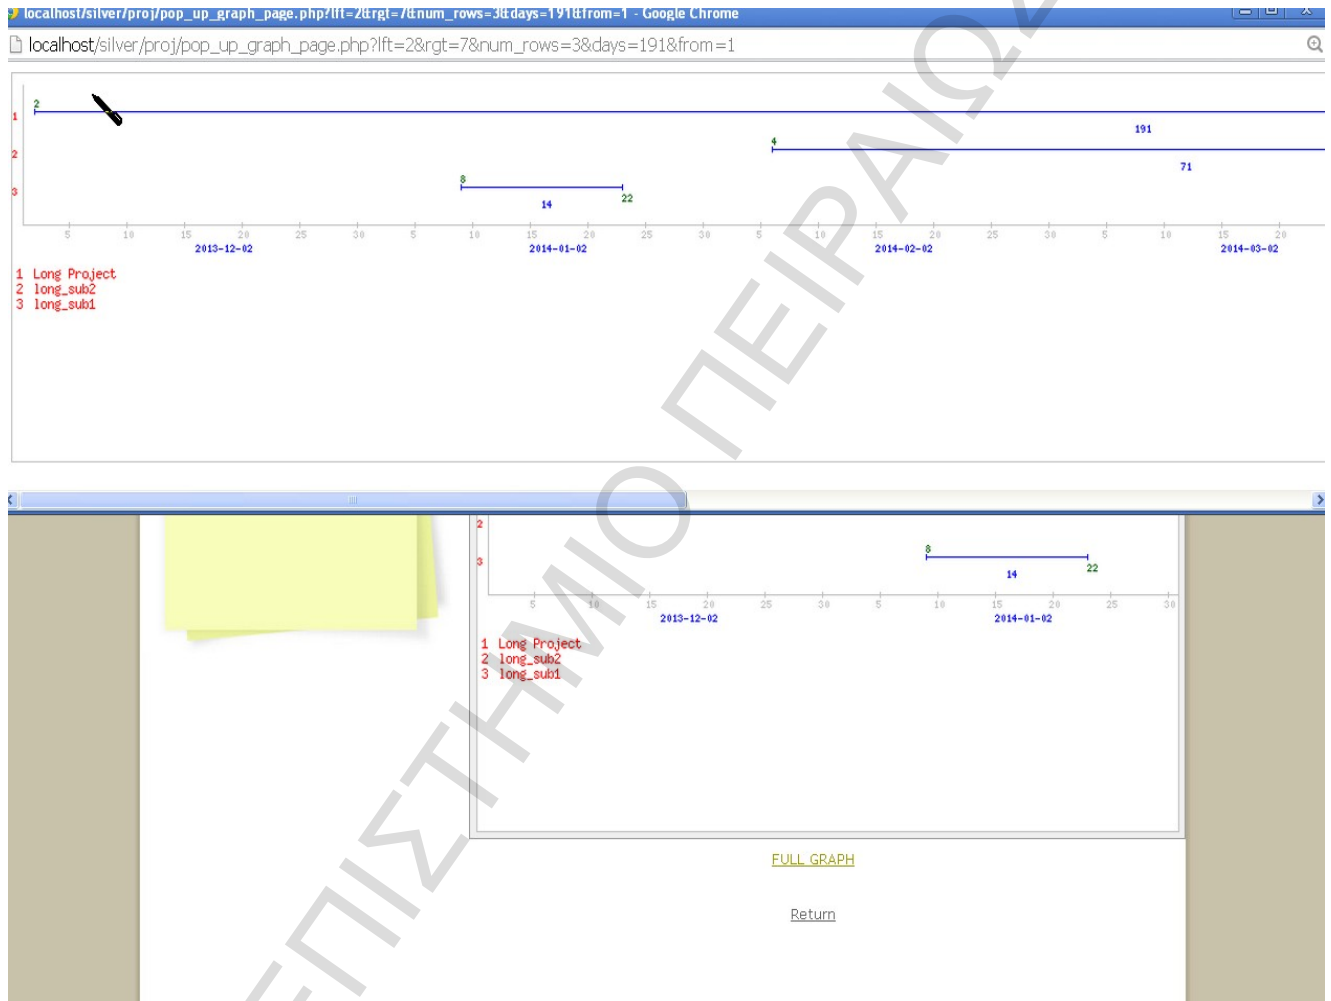 localhost/silver/proj/pop_up_graph_page.php?lft=2&rgt=7&num_rows=3&days=191&from=1 - Google Chrome
localhost/silver/proj/pop_up_graph_page.php?lft=2&rgt=7&num_rows=3&days=191&from=1
2
1
191
4
2
71
8
3
22
14
5 10 15 20 25 30 5 10 15 20 25 30 5 10 15 20 25 5 10 15 20
2013-12-02 2014-01-02 2014-02-02 2014-03-02
1 Long Project
2 long_sub2
3 long_sub1
2
8
3
22
14
5 10 15 20 25 30 5 10 15 20 25 30
2013-12-02 2014-01-02
1 Long Project
2 long_sub2
3 long_sub1
FULL GRAPH
Return
ΠΕΙΡΑΙΩΣ